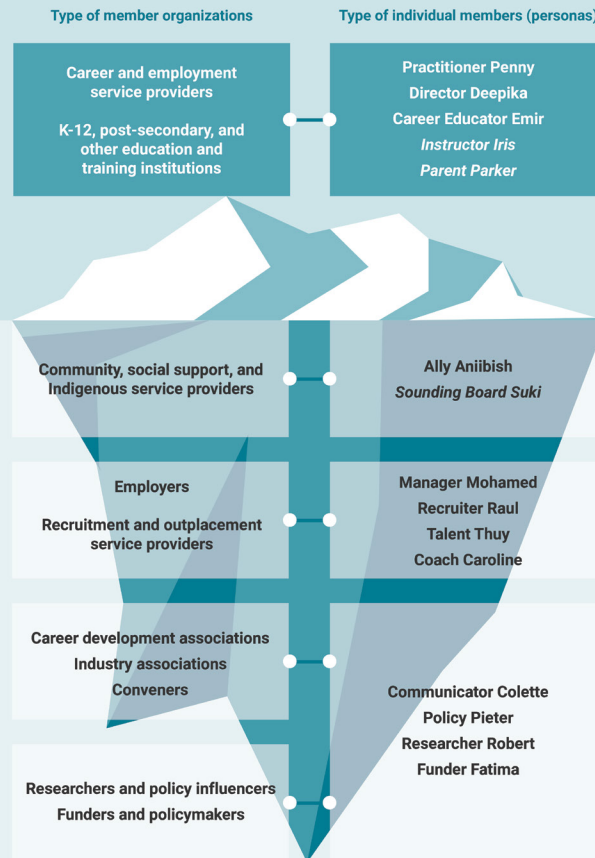 Type of member organizations
Type of individual members (personas)
Career and employment
service providers
K-12, post-secondary, and
other education and
training institutions
Practitioner Penny
Director Deepika
Career Educator Emir
Instructor Iris
Parent Parker
Community, social support, and
Indigenous service providers
Ally Aniibish
Sounding Board Suki
Employers
Recruitment and outplacement
service providers
Manager Mohamed
Recruiter Raul
Talent Thuy
Coach Caroline
Career development associations
Industry associations
Conveners
Researchers and policy influencers
Funders and policymakers
Communicator Colette
Policy Pieter
Researcher Robert
Funder Fatima